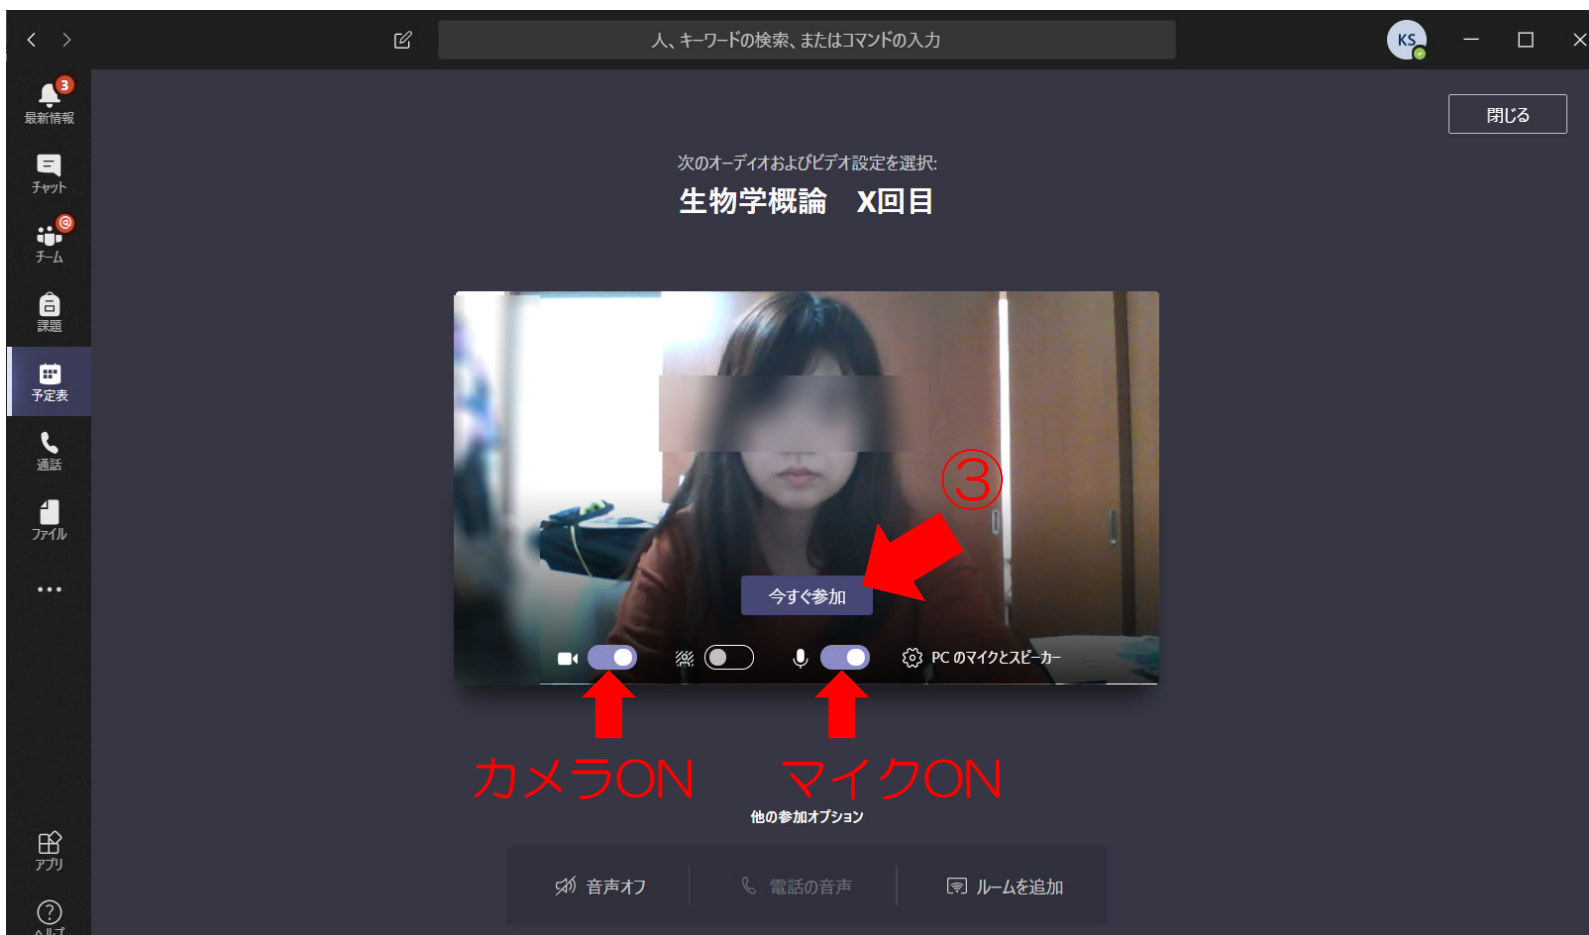 人、キーワードの検索、またはコマンドの入力
KS
3
最新情報
閉じる
チャット
次のオーディオおよびビデオ設定を選択:
生物学概論 X回目
@
チーム
課題
予定表
通話
③
ファイル
今すぐ参加
PC のマイクとスピーカー
カメラON マイクON
他の参加オプション
アプリ
音声オフ 電話の音声 ルームを追加
ヘルプ